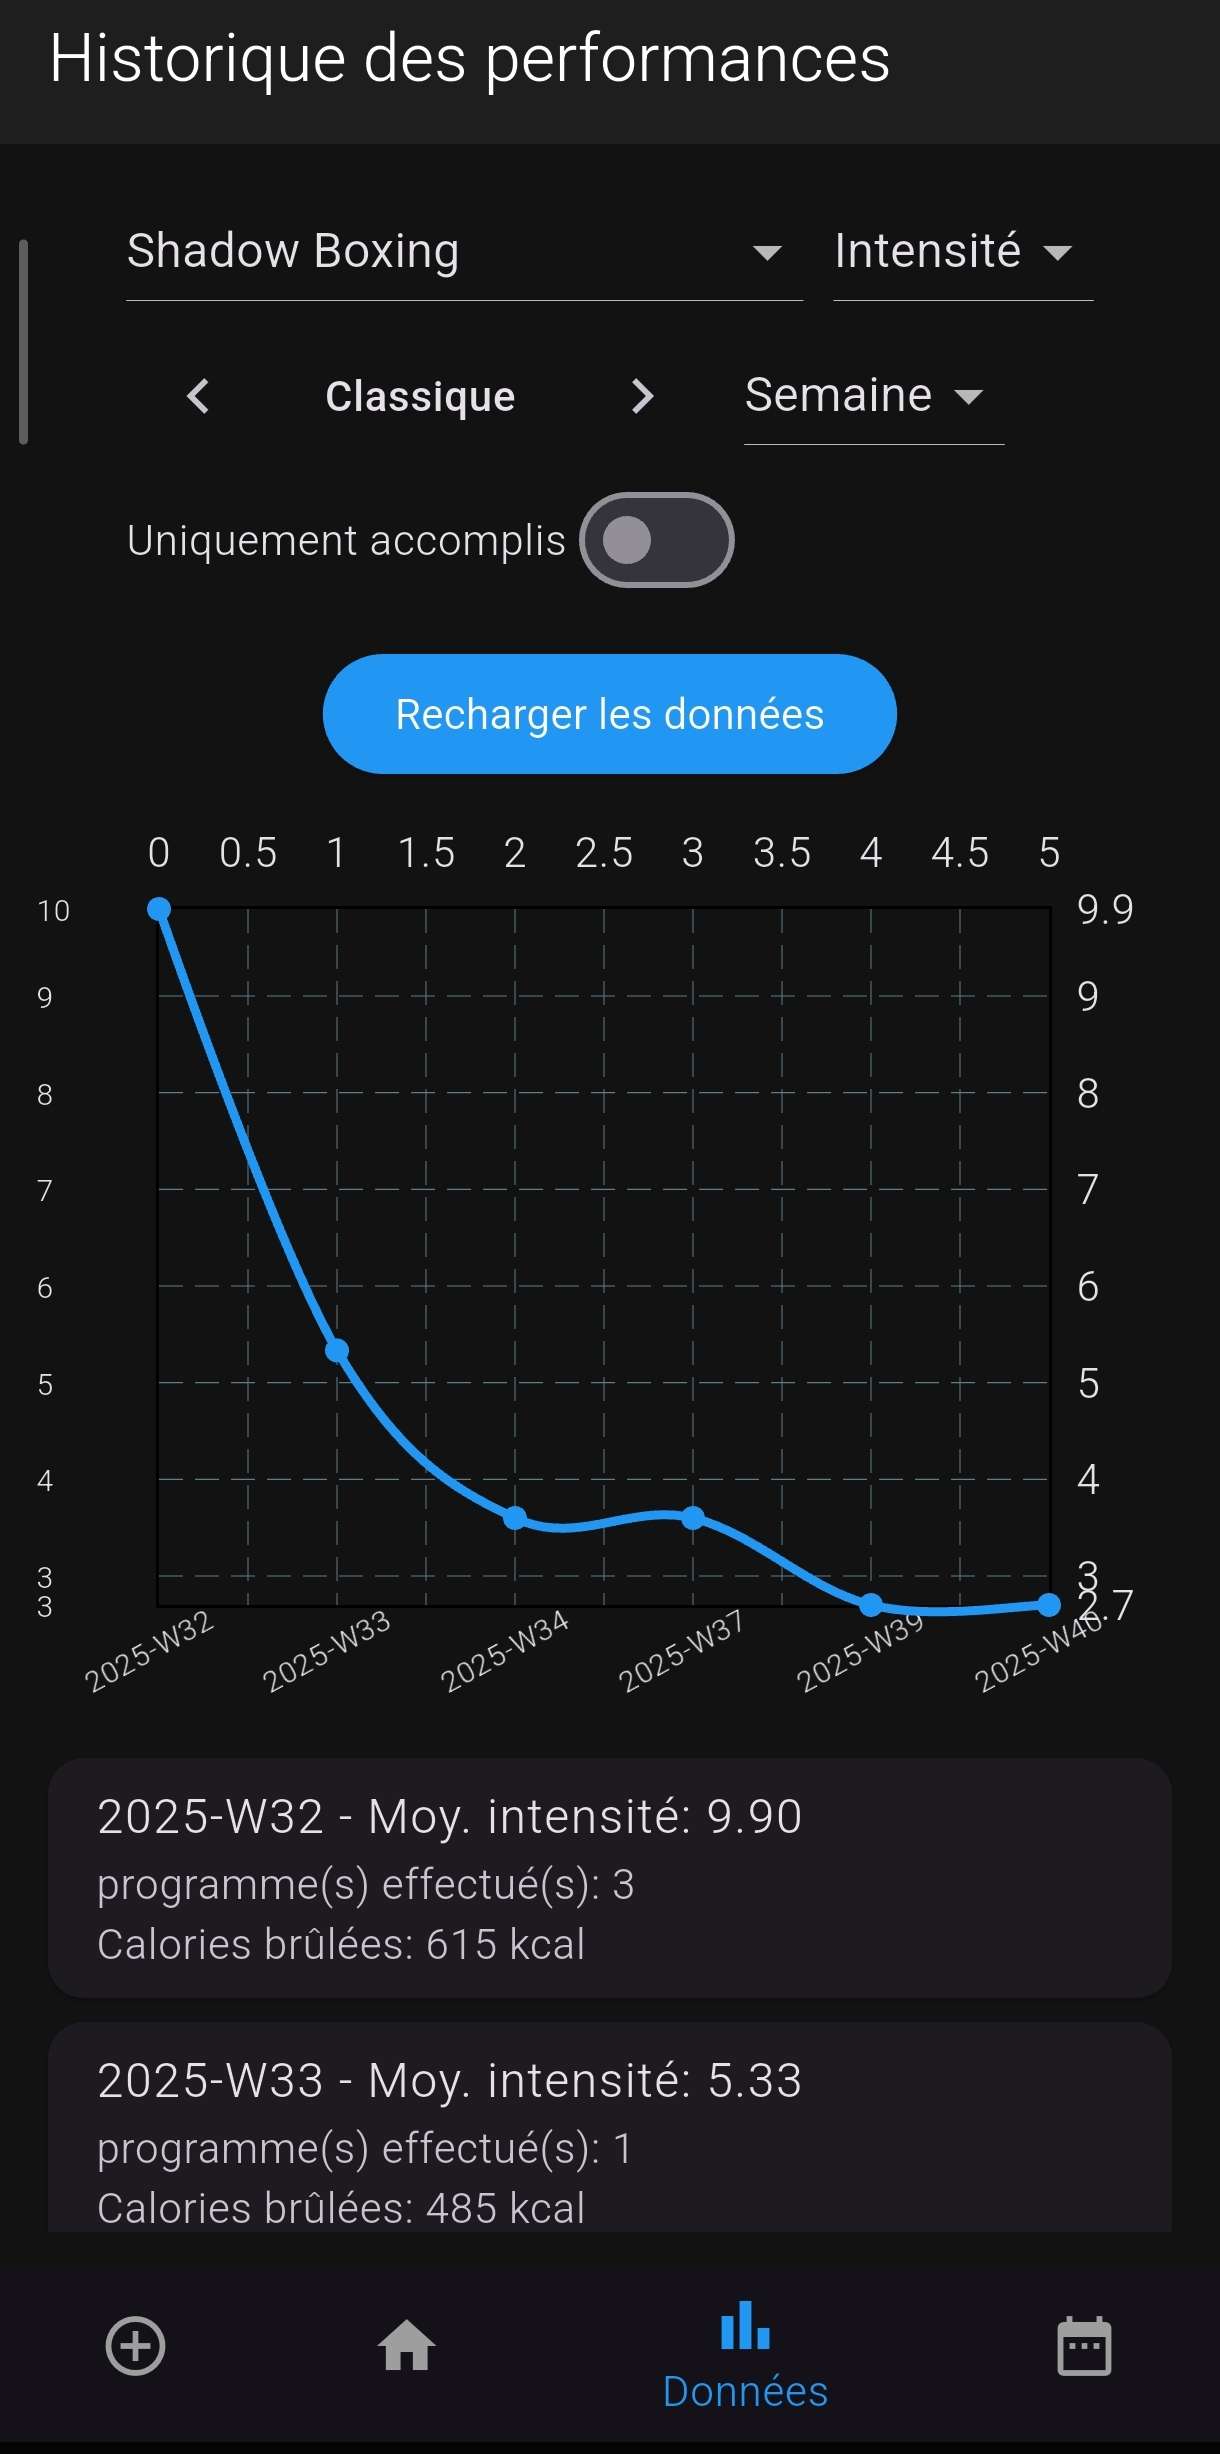 Historique des performances
Shadow Boxing Intensité
Classique Semaine
Uniquement accomplis
Recharger les données
0 0.5 1 1.5 2 2.5 3 3.5 4 4.5 5
10 9.9
9 9
8 8
7 7
6 6
5 5
4 4
3 3
3 2.7
2025-W32 2025-W33 2025-W34 2025-W37 2025-W39 2025-W40
2025-W32 - Moy. intensité: 9.90
programme(s) effectué(s): 3
Calories brûlées: 615 kcal
2025-W33 - Moy. intensité: 5.33
programme(s) effectué(s): 1
Calories brûlées: 485 kcal
Données